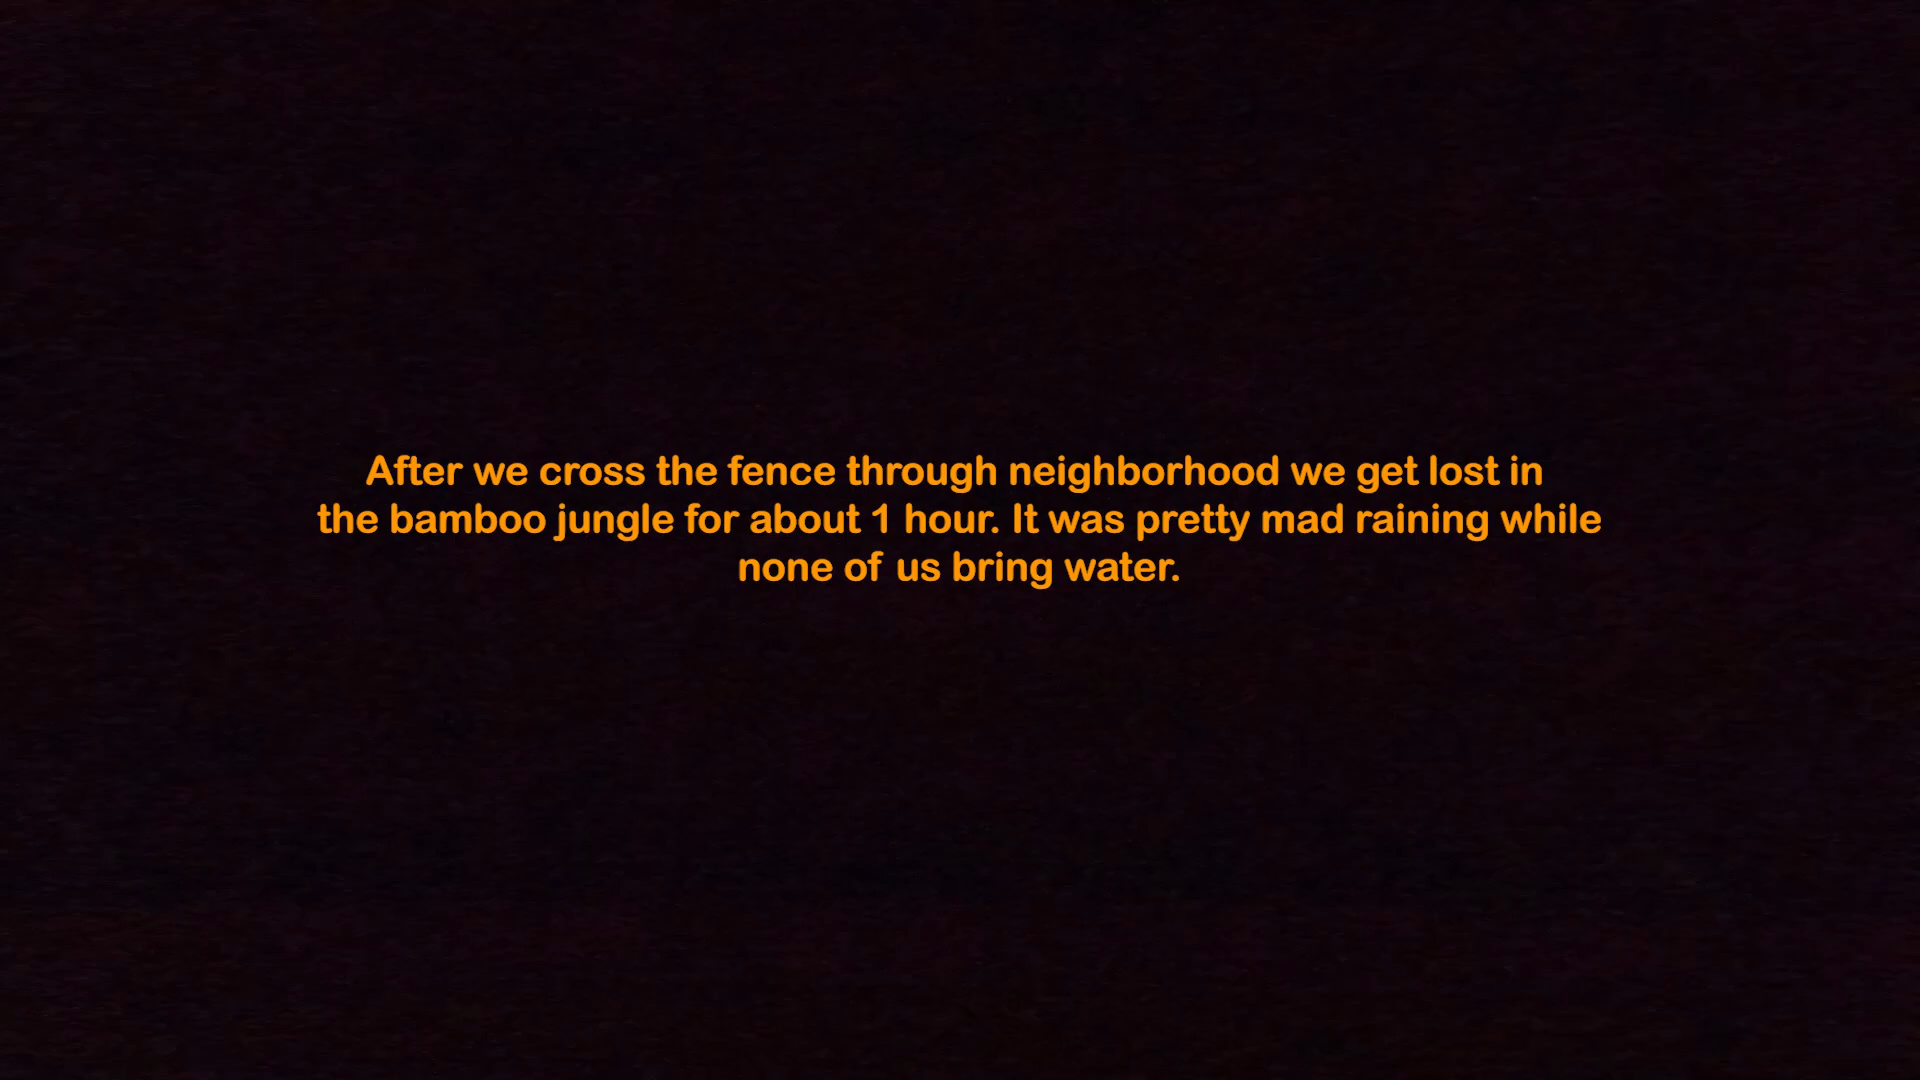 After we cross the fence through neighborhood we get lost in
the bamboo jungle for about 1 hour. It was pretty mad raining while
none of us bring water.